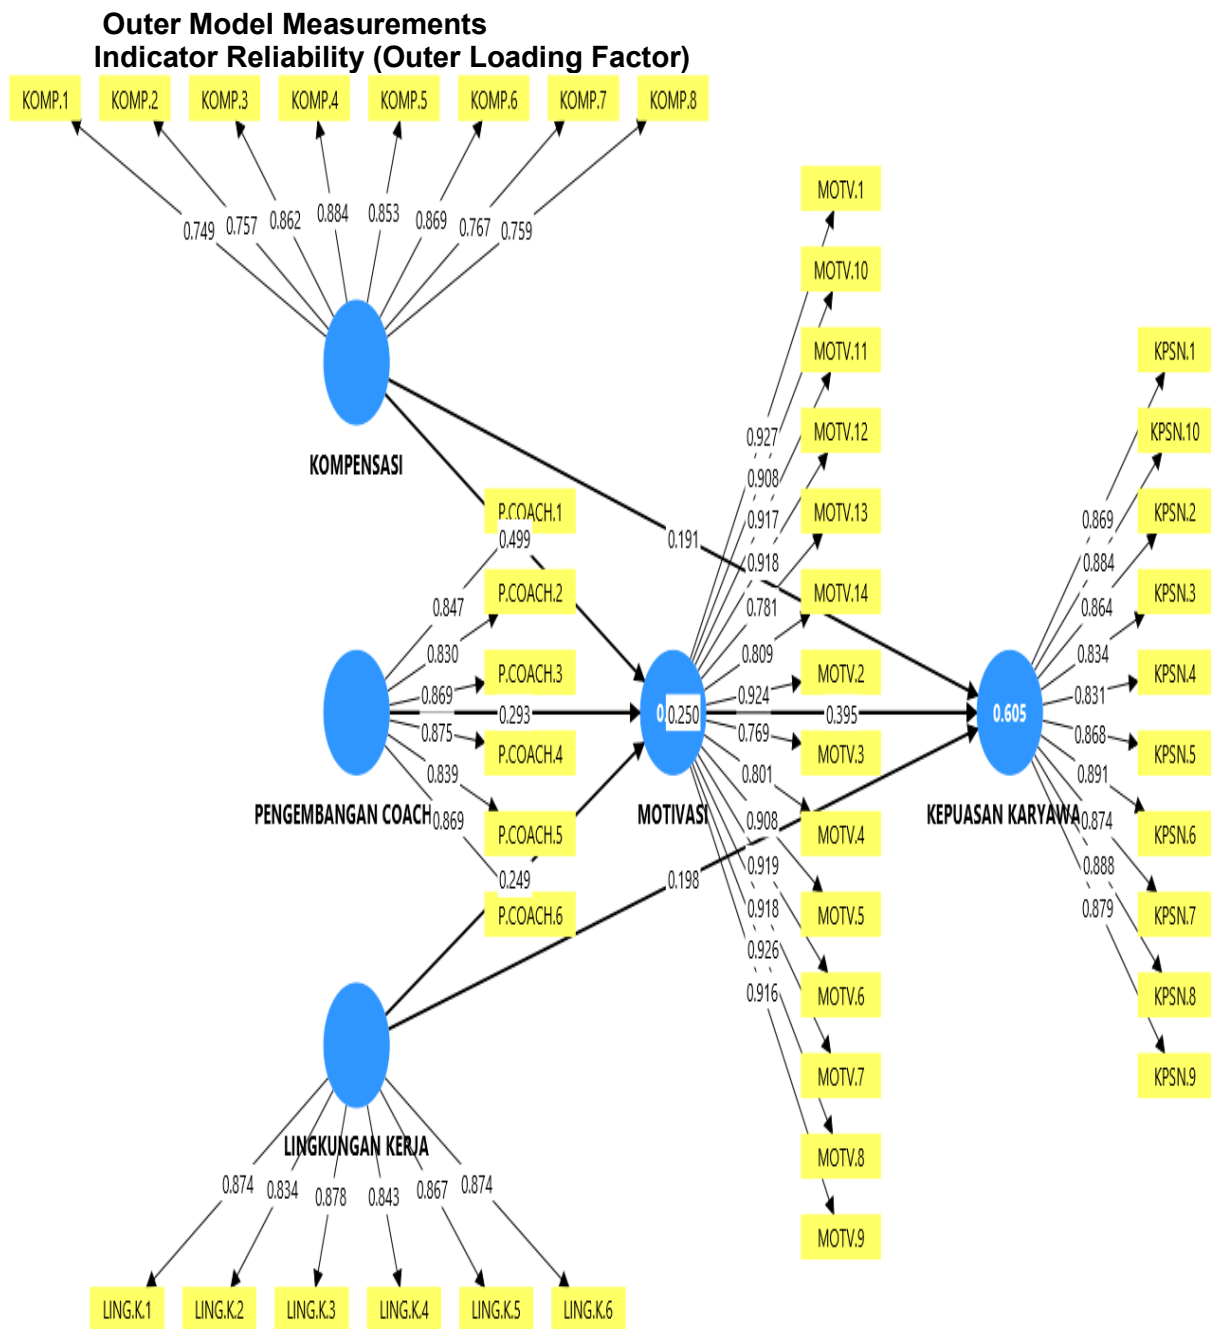 Outer Model Measurements
Indicator Reliability (Outer Loading Factor)
KOMP.1 KOMP.2 KOMP.3 KOMP.4 KOMP.5 KOMP.6 KOMP.7 KOMP.8
0.749 0.757 0.862 0.884 0.853 0.869 0.767 0.759
KOMPENSASI
P.COACH.1
P.COACH.2
P.COACH.3
P.COACH.4
P.COACH.5
P.COACH.6
0.499
0.847
0.830
0.869
0.293
0.875
0.839
0.869
0.249
PENGEMBANGAN COACH
0.191
0.250
0.395
0.198
MOTIVASI
MOTV.1
MOTV.10
MOTV.11
MOTV.12
MOTV.13
MOTV.14
MOTV.2
MOTV.3
MOTV.4
MOTV.5
MOTV.6
MOTV.7
MOTV.8
MOTV.9
0.927
0.908
0.917
0.918
0.781
0.809
0.924
0.769
0.801
0.908
0.919
0.918
0.926
0.916
0.605
KEPUASAN KARYAWA
KPSN.1
KPSN.10
KPSN.2
KPSN.3
KPSN.4
KPSN.5
KPSN.6
KPSN.7
KPSN.8
KPSN.9
0.869
0.884
0.864
0.834
0.831
0.868
0.891
0.874
0.888
0.879
LINGKUNGAN KERJA
0.874 0.834 0.878 0.843 0.867 0.874
LING.K.1 LING.K.2 LING.K.3 LING.K.4 LING.K.5 LING.K.6